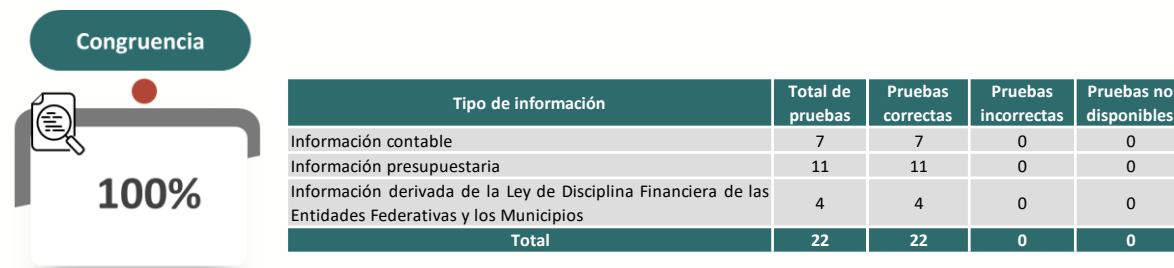 Congruencia
100%
Tipo de información Total de pruebas Pruebas correctas Pruebas incorrectas Pruebas no disponibles
Información contable 7 7 0 0
Información presupuestaria 11 11 0 0
Información derivada de la Ley de Disciplina Financiera de las
Entidades Federativas y los Municipios 4 4 0 0
Total 22 22 0 0